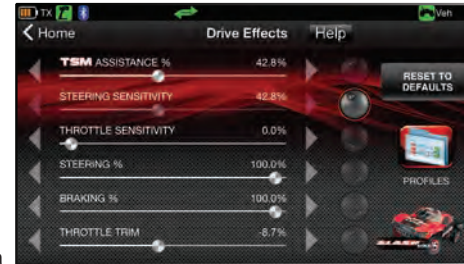 TX Veh
Home Drive Effects Help
TSM ASSISTANCE % 42.8%
STEERING SENSITIVITY 42.8%
THROTTLE SENSITIVITY 0.0%
STEERING % 100.0%
BRAKING % 100.0%
THROTTLE TRIM -8.7%
RESET TO
DEFAULTS
PROFILES
SLASH